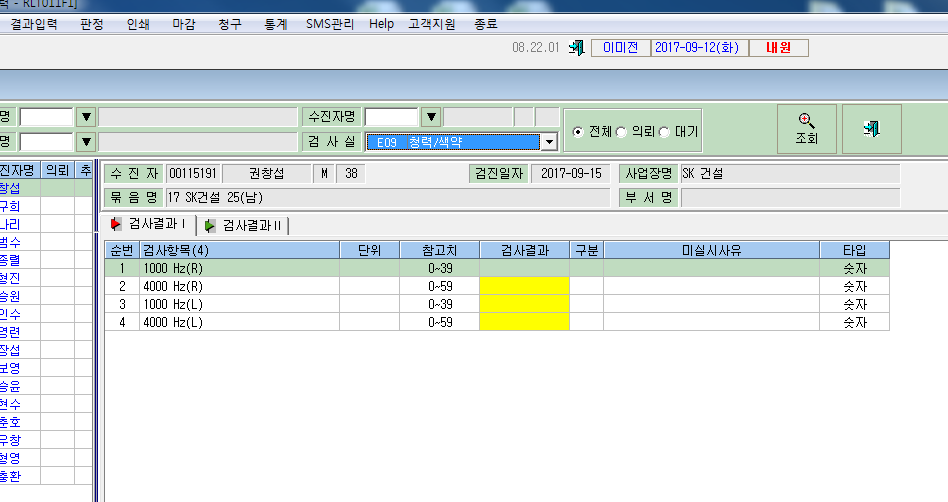 력 - RLT011F1]
결과입력 판정 인쇄 마감 청구 통계 SMS관리 Help 고객지원 종료
08.22.01 이미전 2017-09-12(화) 내원
명 ▼ 수진자명 ▼ 전체 의뢰 대기 조회
명 ▼ 검 사 실 E09 청력/색약
진자명 의뢰 추
창섭
구희
나리
범수
종렬
형진
승원
인수
영련
장섭
보영
승윤
현수
춘호
우창
형영
충환
수 진 자 00115191 권창섭 M 38 검진일자 2017-09-15 사업장명 SK 건설
묶 음 명 17 SK건설 25(남) 부 서 명
검사결과 I 검사결과 II
순번 검사항목(4) 단위 참고치 검사결과 구분 미실시사유 타입
1 1000 Hz(R) 0~39 숫자
2 4000 Hz(R) 0~59 숫자
3 1000 Hz(L) 0~39 숫자
4 4000 Hz(L) 0~59 숫자